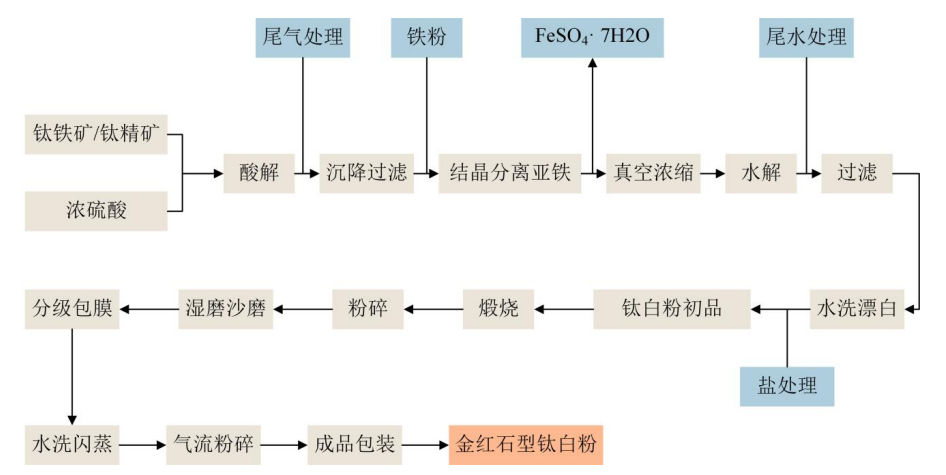 尾气处理
铁粉
FeSO₄· 7H2O
尾水处理
钛铁矿/钛精矿
浓硫酸
酸解
沉降过滤
结晶分离亚铁
真空浓缩
水解
过滤
分级包膜
湿磨沙磨
粉碎
煅烧
钛白粉初品
水洗漂白
盐处理
水洗闪蒸
气流粉碎
成品包装
金红石型钛白粉